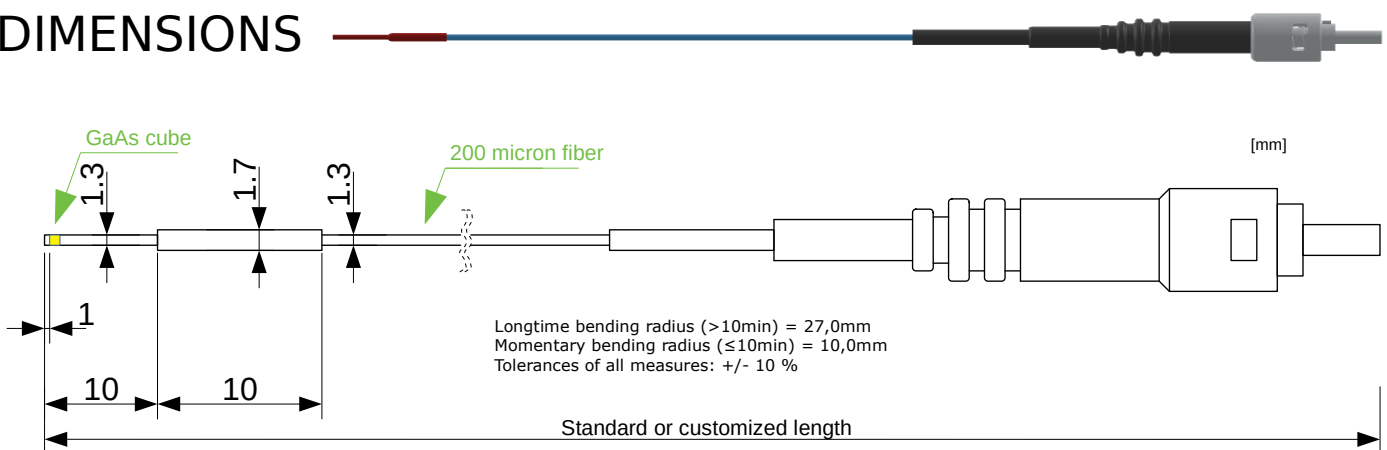 DIMENSIONS
GaAs cube
200 micron fiber
[mm]
1.3
1.7
1.3
1
Longtime bending radius (>10min) = 27,0mm
Momentary bending radius (≤10min) = 10,0mm
Tolerances of all measures: +/- 10 %
10
10
Standard or customized length